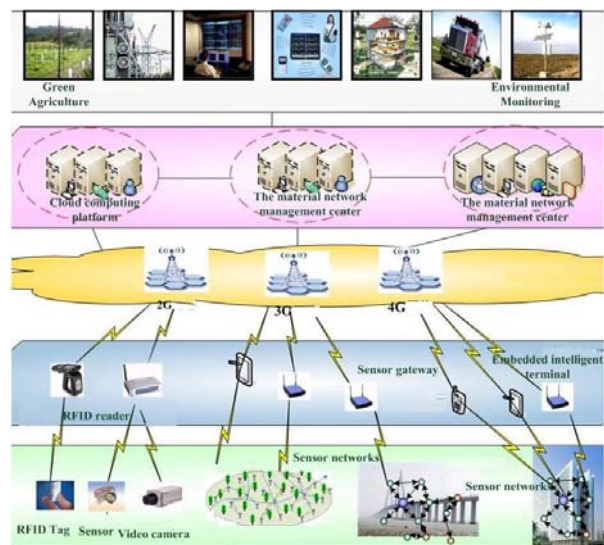 Green
Agriculture
Environmental
Monitoring
Cloud computing
platform
The material network
management center
The material network
management center
2G
3G
4G
Embedded intelligent
terminal
Sensor gateway
RFID reader
Sensor networks
Sensor networks
RFID Tag
Sensor
Video camera